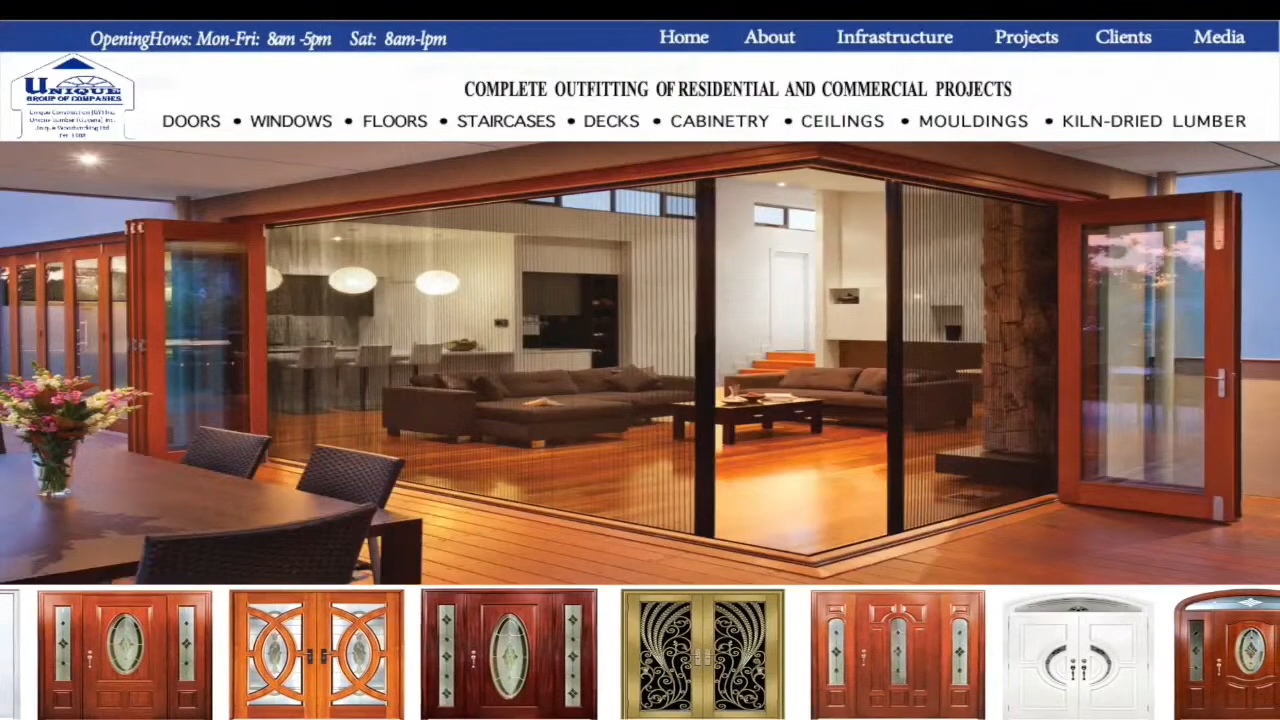 OpeningHows: Mon-Fri: 8am -5pm Sat: 8am-lpm
Home About Infrastructure Projects Clients Media
UNIQUE
GROUP OF COMPANIES
COMPLETE OUTFITTING OF RESIDENTIAL AND COMMERCIAL PROJECTS
DOORS • WINDOWS • FLOORS • STAIRCASES • DECKS • CABINETRY • CEILINGS • MOULDINGS • KILN-DRIED LUMBER